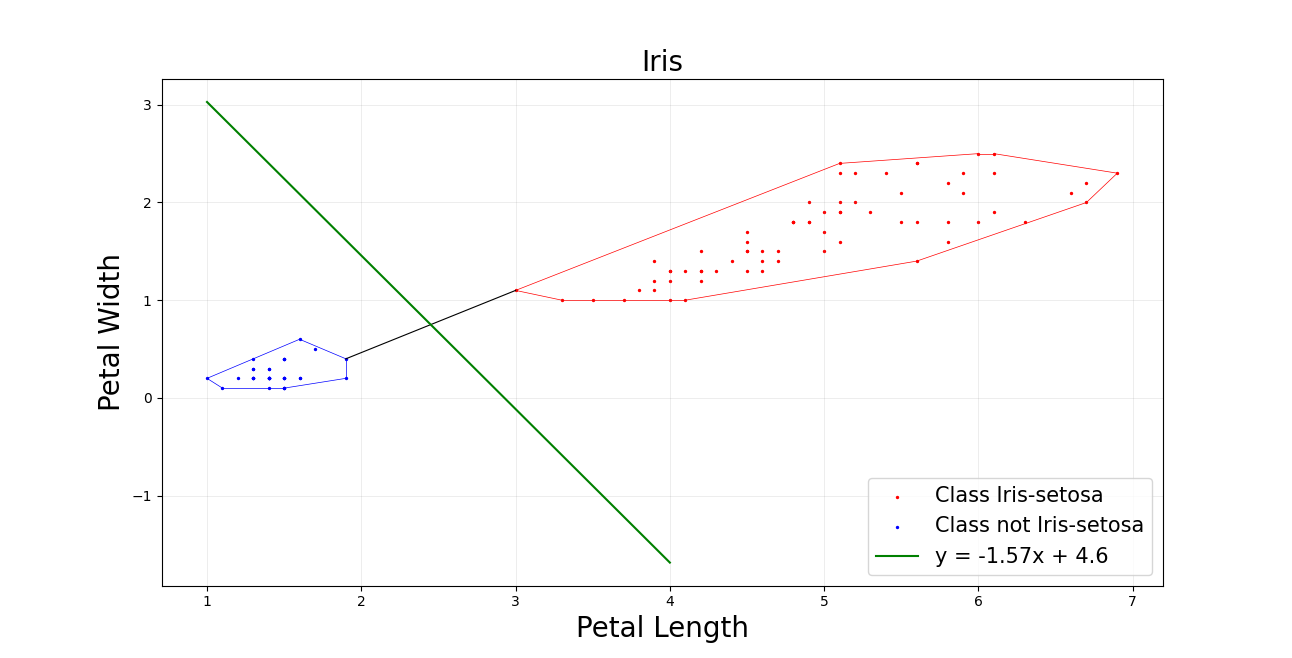 Iris
3
2
1
0
−1
Petal Width
1
2
3
4
5
6
7
Petal Length
Class Iris-setosa
Class not Iris-setosa
y = -1.57x + 4.6